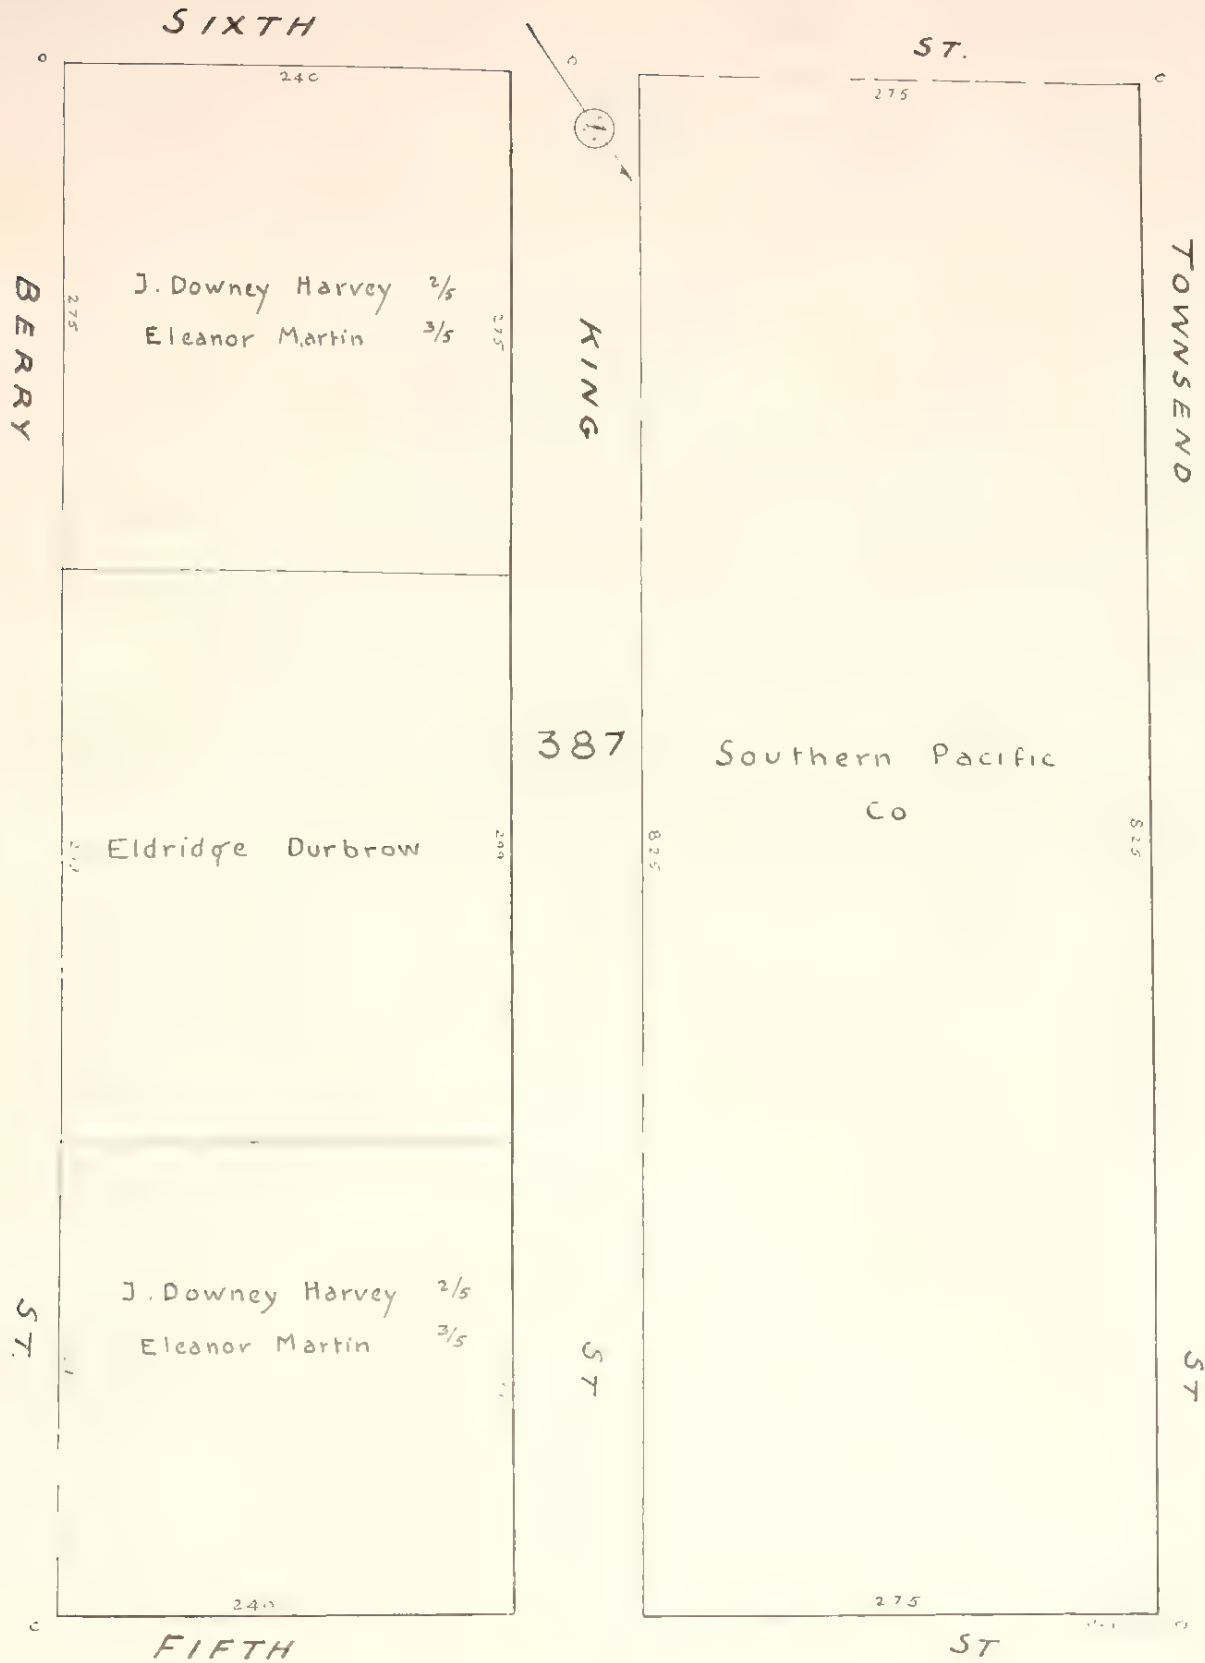 SIXTH ST.
240
275
BERRY ST.
J. Downey Harvey 2/5
Eleanor Martin 3/5
275
275
KING ST
TOWNSEND ST
387
Southern Pacific
Co
825
825
Eldridge Durbrow
J. Downey Harvey 2/5
Eleanor Martin 3/5
240
275
FIFTH ST